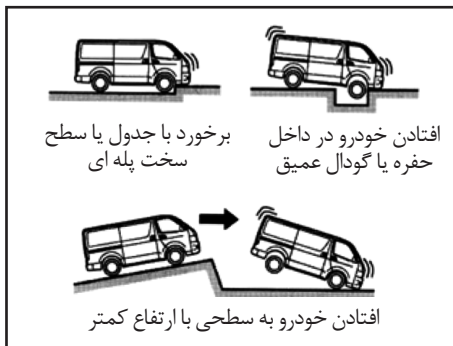 افتادن خودرو در داخل
حفره یا گودال عمیق
برخورد با جدول یا سطح
سخت پله ای
افتادن خودرو به سطحی با ارتفاع کمتر